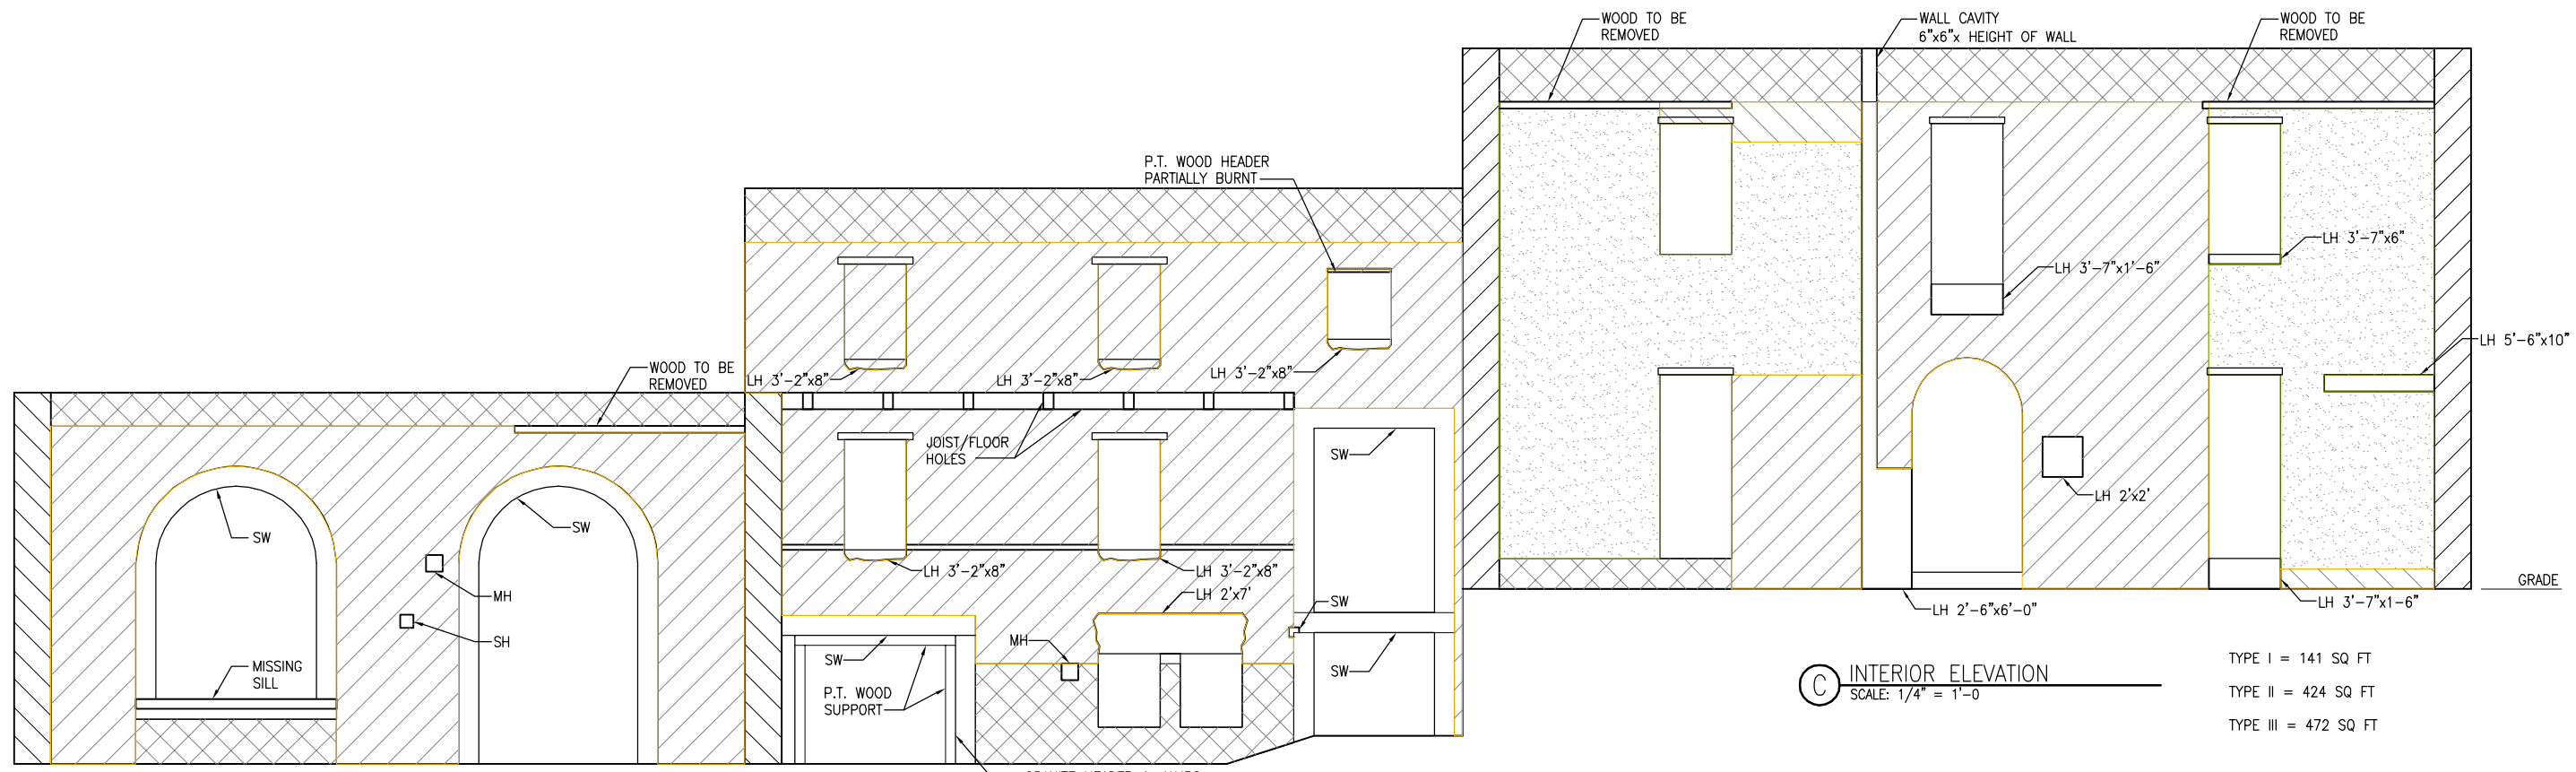 WOOD TO BE
REMOVED
WALL CAVITY
6"x6"x HEIGHT OF WALL
WOOD TO BE
REMOVED
P.T. WOOD HEADER
PARTIALLY BURNT
LH 3'-7"x6"
LH 3'-7"x1'-6"
LH 5'-6"x10"
WOOD TO BE
REMOVED
LH 3'-2"x8"
LH 3'-2"x8"
LH 3'-2"x8"
JOIST/FLOOR
HOLES
SW
LH 2'x2'
SW
SW
MH
SH
LH 3'-2"x8"
LH 3'-2"x8"
LH 2'x7'
SW
GRADE
LH 2'-6"x6'-0"
LH 3'-7"x1-6"
MISSING
SILL
MH
SW
SW
P.T. WOOD
SUPPORT
C
INTERIOR ELEVATION
SCALE: 1/4" = 1'-0
TYPE I = 141 SQ FT
TYPE II = 424 SQ FT
TYPE III = 472 SQ FT